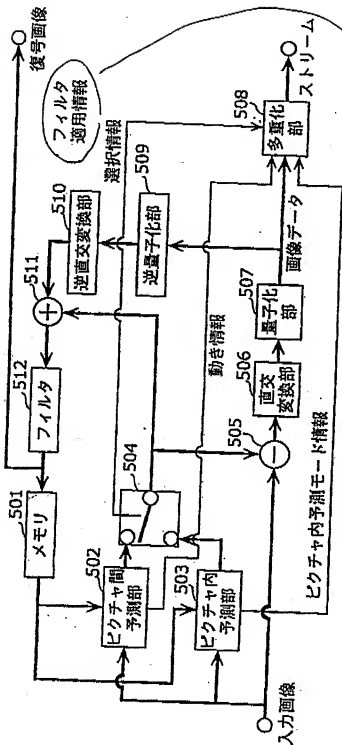 復号画像
フィルタ
適用情報
選択情報
508
多重化
部
ストリーム
509
逆量子化部
510
逆直交変換部
511
512
フィルタ
501
メモリ
画像データ
507
量子化部
動き情報
506
直交
変換部
505
504
502
ピクチャ間
予測部
503
ピクチャ内
予測部
ピクチャ内予測モード情報
入力画像